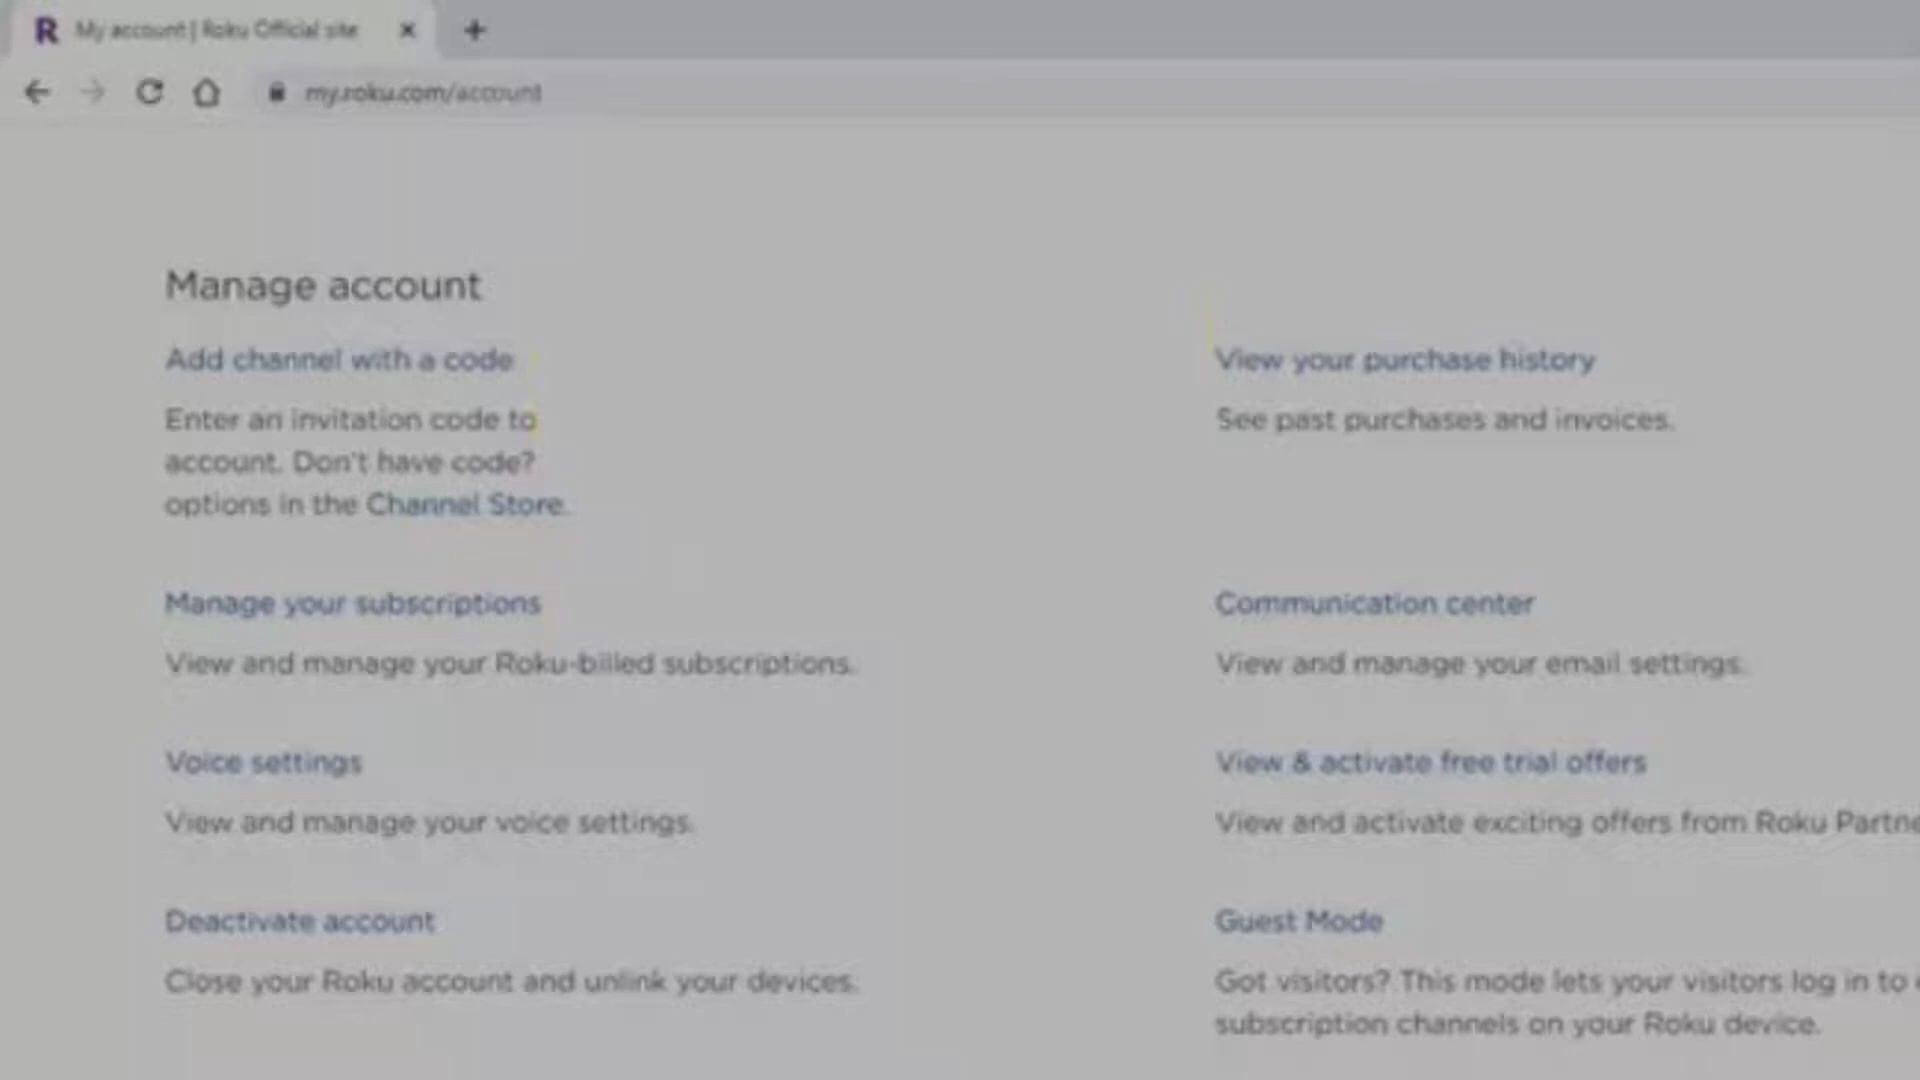 R My account | Roku Official site
my.roku.com/account
Manage account
Add channel with a code
Enter an invitation code to
account. Don't have code?
options in the Channel Store.
View your purchase history
See past purchases and invoices.
Manage your subscriptions
View and manage your Roku-billed subscriptions.
Communication center
View and manage your email settings.
Voice settings
View and manage your voice settings.
View & activate free trial offers
View and activate exciting offers from Roku Partne
Deactivate account
Close your Roku account and unlink your devices.
Guest Mode
Got visitors? This mode lets your visitors log in to
subscription channels on your Roku device.